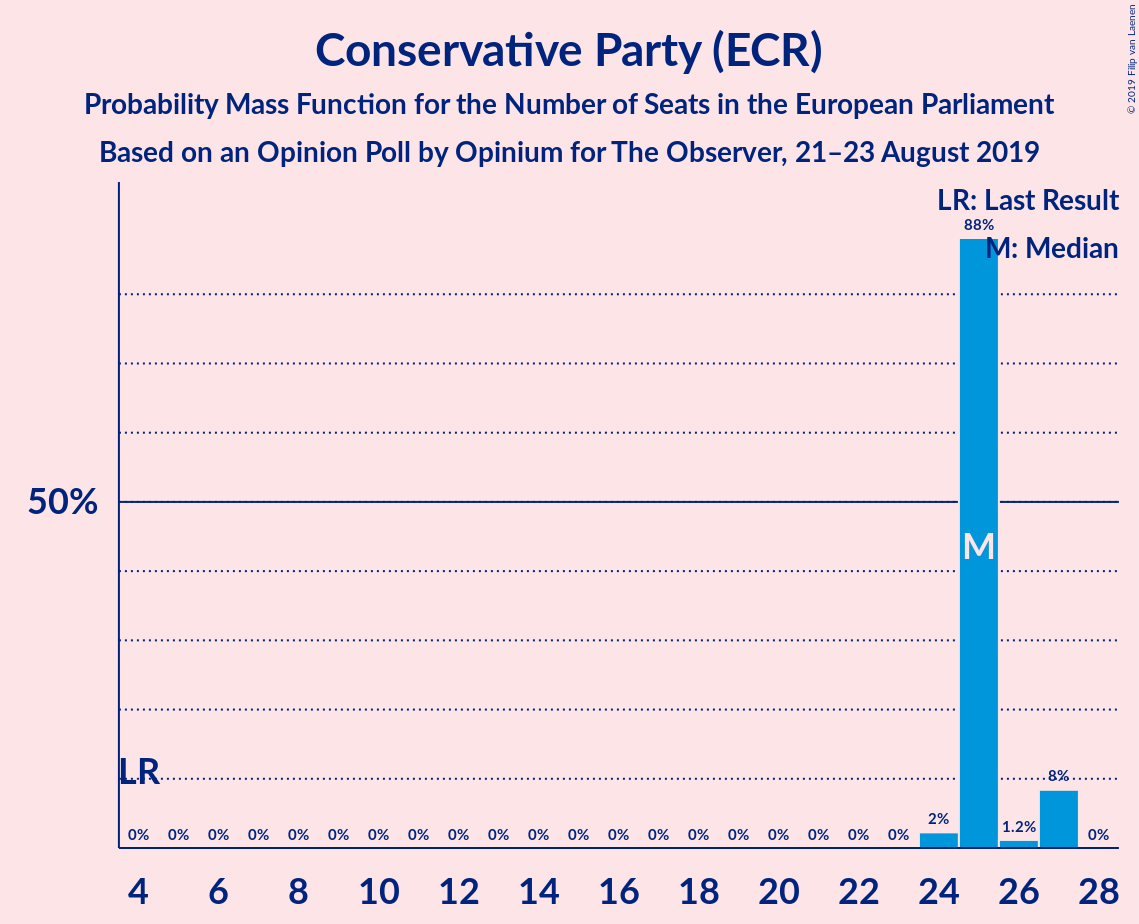 Conservative Party (ECR)
Probability Mass Function for the Number of Seats in the European Parliament
Based on an Opinion Poll by Opinium for The Observer, 21–23 August 2019
© 2019 Filip van Laenen
LR: Last Result
88%
M: Median
50%
M
LR
8%
2%
1.2%
0% 0% 0% 0% 0% 0% 0% 0% 0% 0% 0% 0% 0% 0% 0% 0% 0% 0% 0% 0% 0%
4 6 8 10 12 14 16 18 20 22 24 26 28